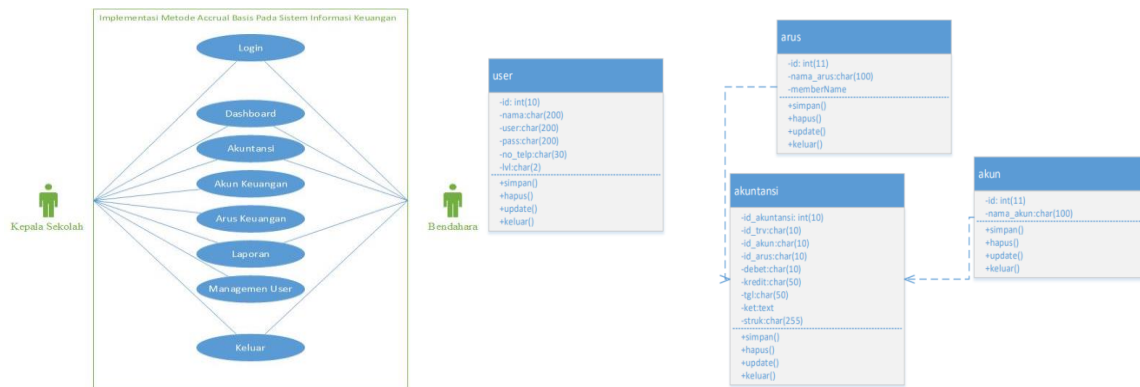 Implementasi Metode Accrual Basis Pada Sistem Informasi Keuangan
Login
Dashboard
Akuntansi
Akun Keuangan
Arus Keuangan
Laporan
Managemen User
Keluar
Kepala Sekolah
Bendahara
user
-id: int(10)
-nama:char(200)
-user:char(200)
-pass:char(200)
-no_telp:char(30)
-lvl:char(2)
+simpan()
+hapus()
+update()
+keluar()
arus
-id: int(11)
-nama_arus:char(100)
-memberName
+simpan()
+hapus()
+update()
+keluar()
akuntansi
-id_akuntansi: int(10)
-id_trv:char(10)
-id_akun:char(10)
-id_arus:char(10)
-debet:char(10)
-kredit:char(50)
-tgl:char(50)
-ket:text
-struk:char(255)
+simpan()
+hapus()
+update()
+keluar()
akun
-id: int(11)
-nama_akun:char(100)
+simpan()
+hapus()
+update()
+keluar()